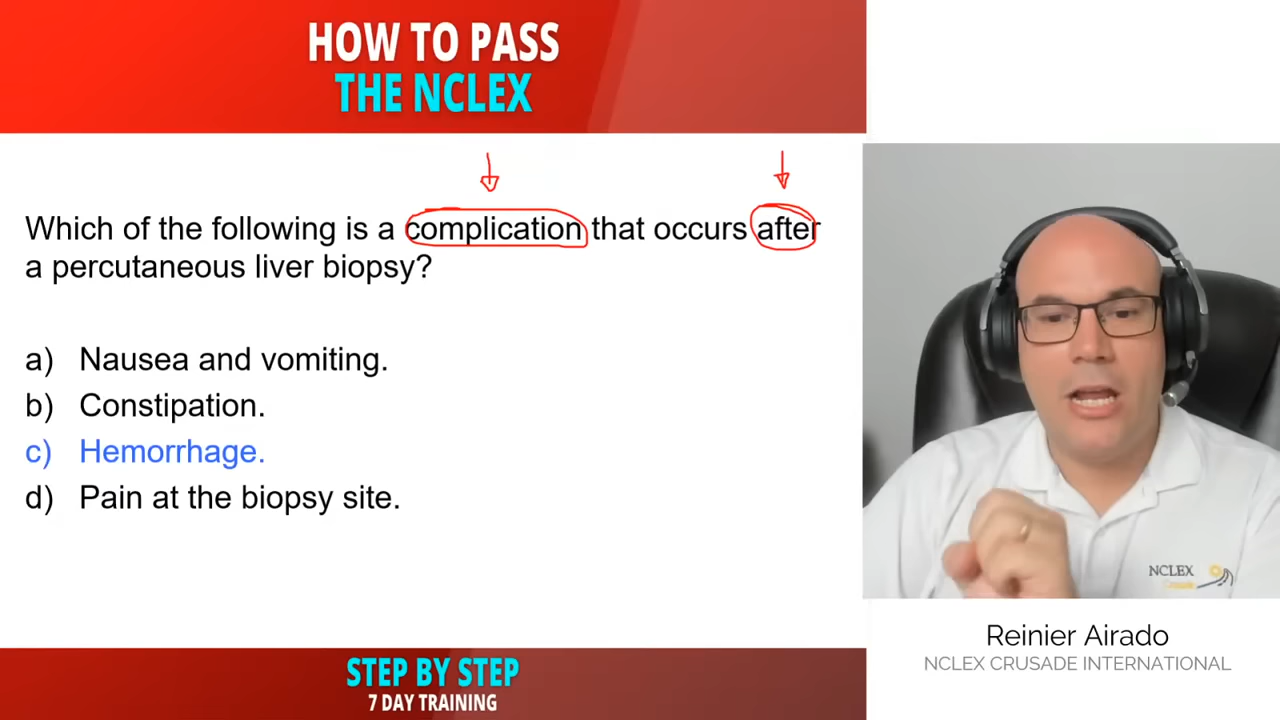 HOW TO PASS
THE NCLEX
Which of the following is a complication that occurs after
a percutaneous liver biopsy?
a) Nausea and vomiting.
b) Constipation.
c) Hemorrhage.
d) Pain at the biopsy site.
NCLEX
Reinier Airado
NCLEX CRUSADE INTERNATIONAL
STEP BY STEP
7 DAY TRAINING